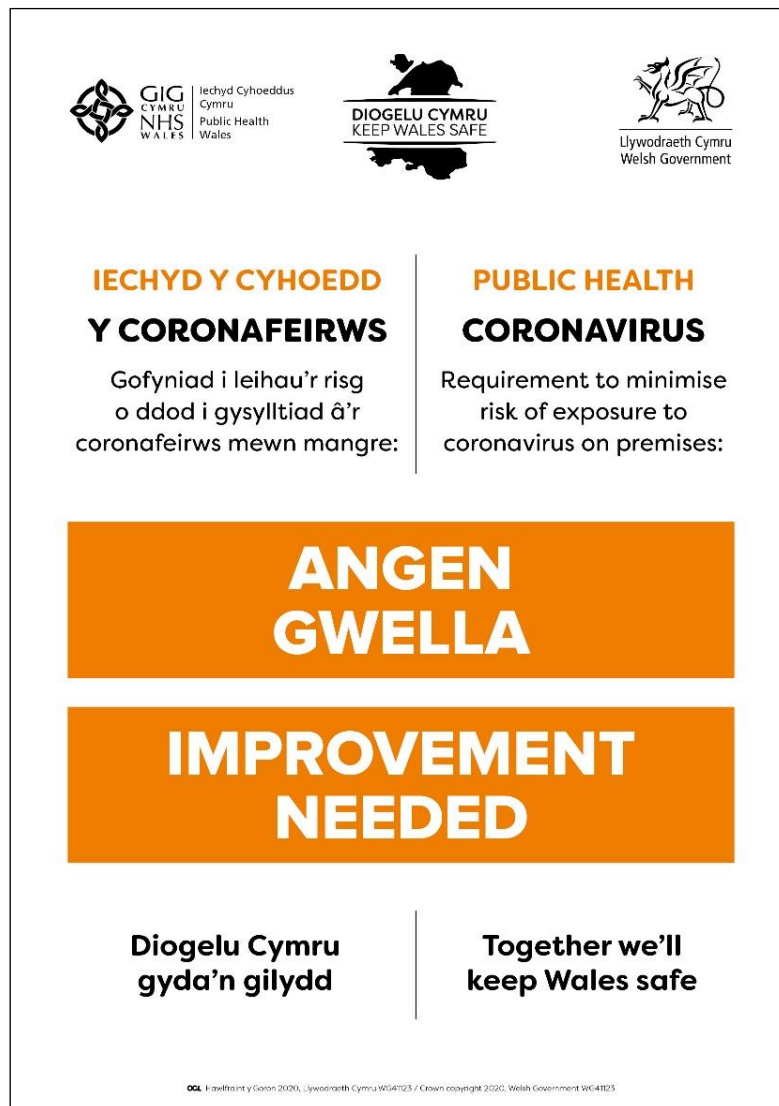 GIG
CYMRU
NHS
WALES
Iechyd Cyhoeddus
Cymru
Public Health
Wales
DIOGELU CYMRU
KEEP WALES SAFE
Llywodraeth Cymru
Welsh Government
IECHYD Y CYHOEDD
Y CORONAFEIRWS
Gofyniad i leihau’r risg
o ddod i gysylltiad â’r
coronafeirws mewn mangre:
PUBLIC HEALTH
CORONAVIRUS
Requirement to minimise
risk of exposure to
coronavirus on premises:
ANGEN
GWELLA
IMPROVEMENT
NEEDED
Diogelu Cymru
gyda’n gilydd
Together we’ll
keep Wales safe
OGL Hawlfraint y Goron 2020, Llywodraeth Cymru WG41123 / Crown copyright 2020, Welsh Government WG41123